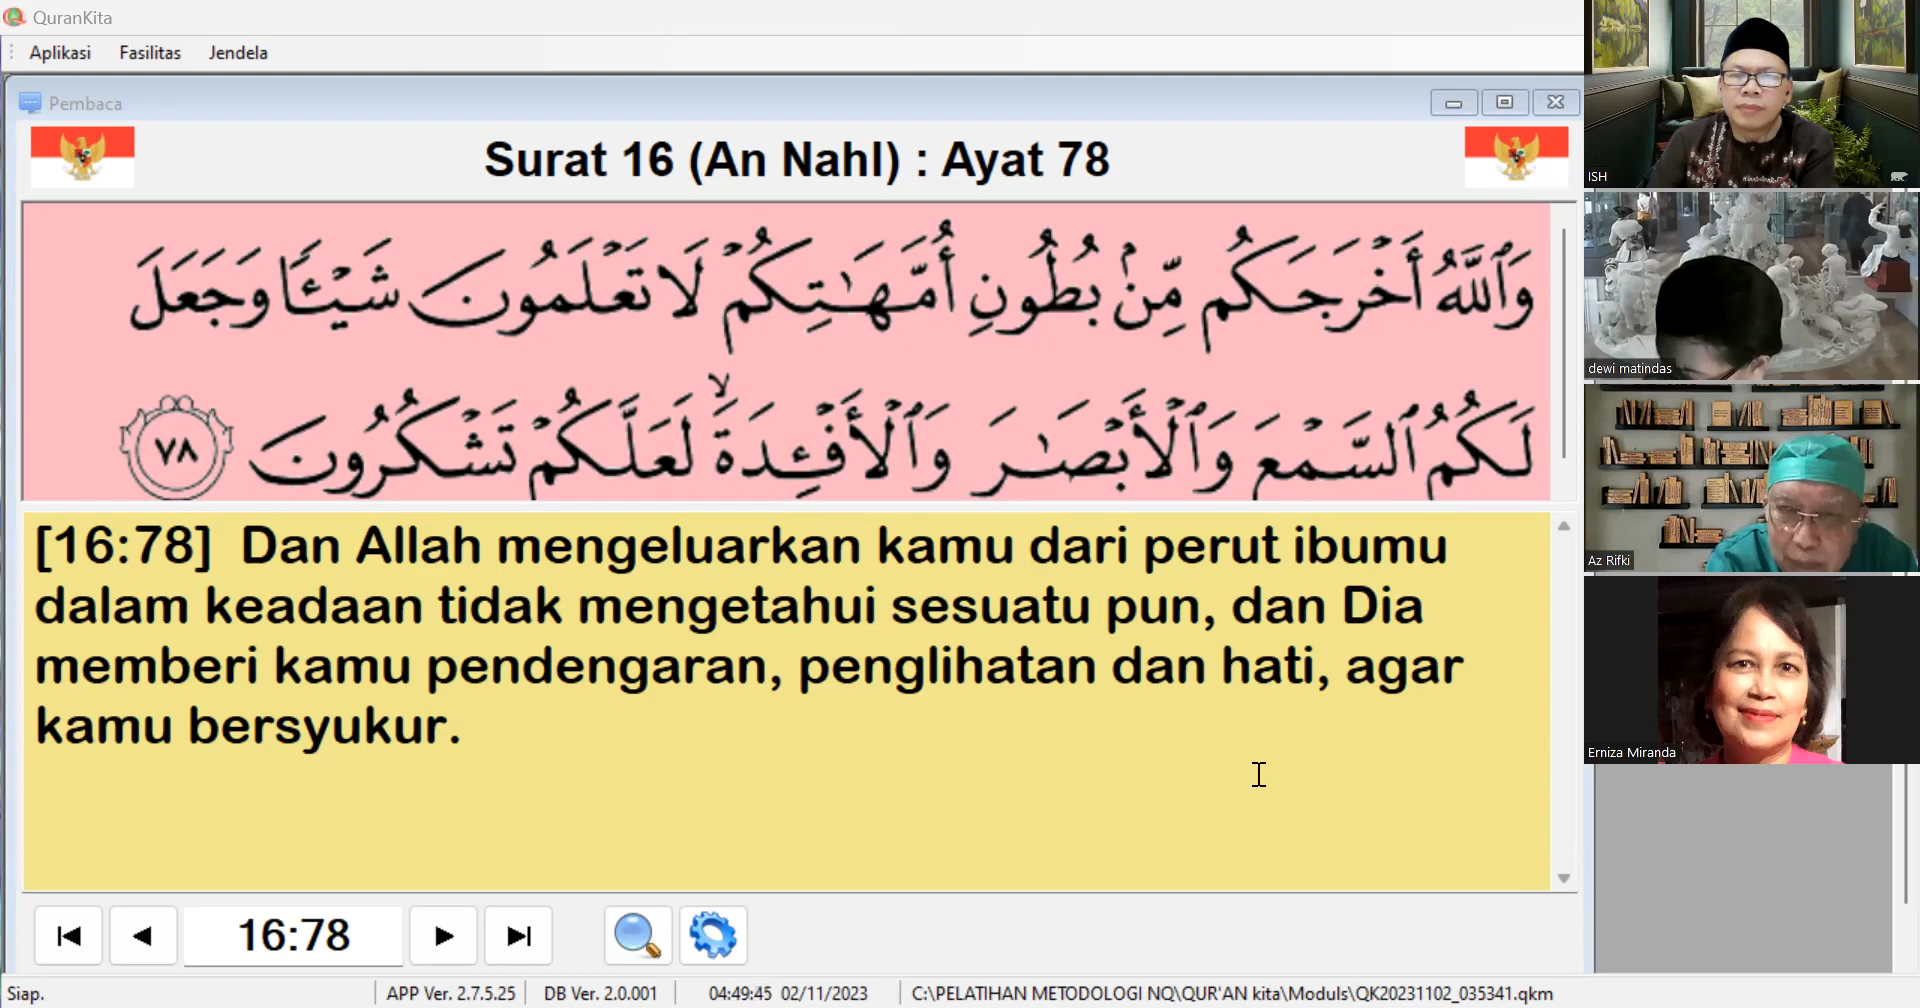 QuranKita
Aplikasi Fasilitas Jendela
Pembaca
Surat 16 (An Nahl) : Ayat 78
وَٱللَّهُ أَخْرَجَكُم مِّنۢ بُطُونِ أُمَّهَـٰتِكُمْ لَا تَعْلَمُونَ شَيْـًٔا وَجَعَلَ
لَكُمُ ٱلسَّمْعَ وَٱلْأَبْصَـٰرَ وَٱلْأَفْـِٔدَةَ ۙ لَعَلَّكُمْ تَشْكُرُونَ ٧٨
[16:78] Dan Allah mengeluarkan kamu dari perut ibumu
dalam keadaan tidak mengetahui sesuatu pun, dan Dia
memberi kamu pendengaran, penglihatan dan hati, agar
kamu bersyukur.
16:78
Siap. APP Ver. 2.7.5.25 DB Ver. 2.0.001 04:49:45 02/11/2023 C:\PELATIHAN METODOLOGI NQ\QUR'AN kita\Moduls\QK20231102_035341.qkm
ISH
dewi matindas
Az Rifki
Erniza Miranda